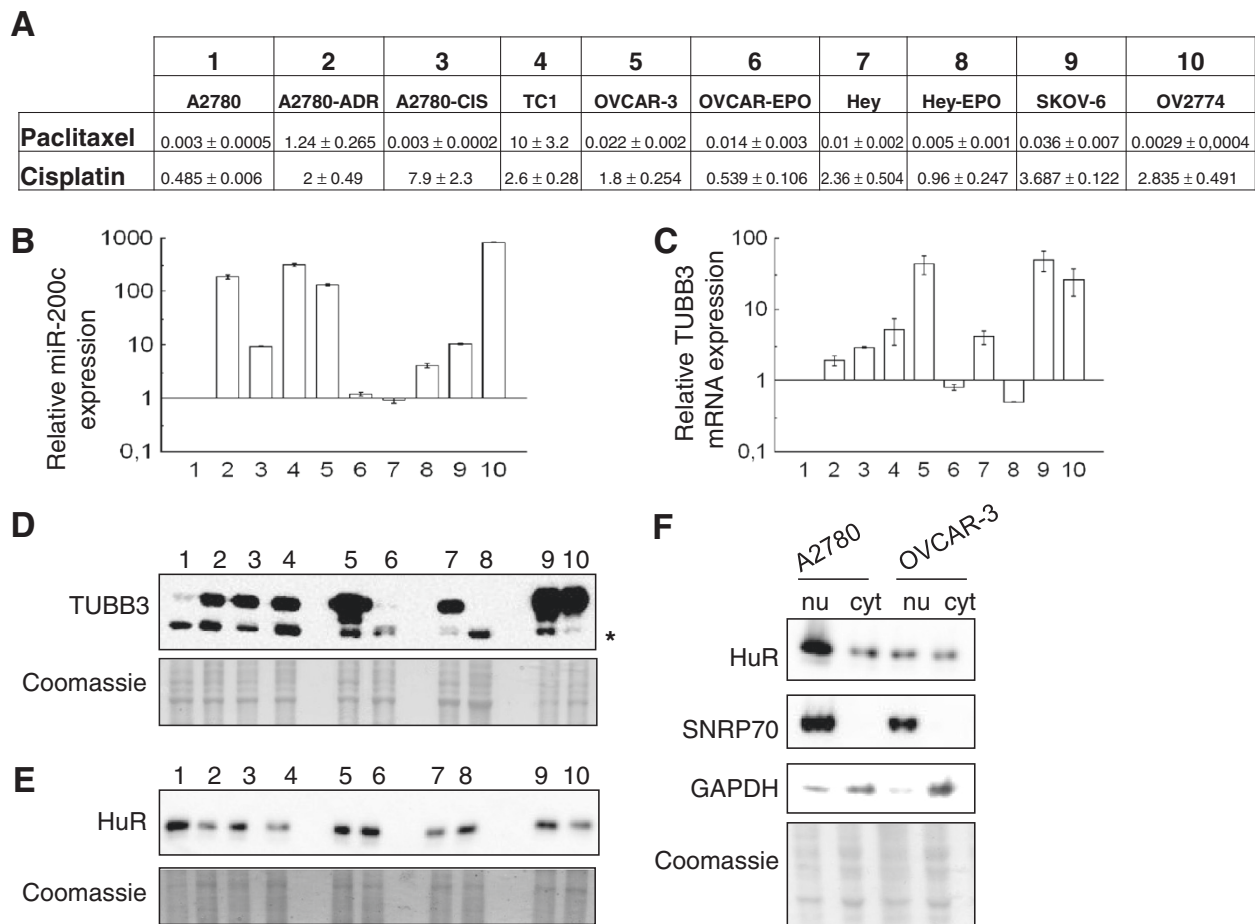 A
1 2 3 4 5 6 7 8 9 10
A2780 A2780-ADR A2780-CIS TC1 OVCAR-3 OVCAR-EPO Hey Hey-EPO SKOV-6 OV2774
Paclitaxel 0.003 ± 0.0005 1.24 ± 0.265 0.003 ± 0.0002 10 ± 3.2 0.022 ± 0.002 0.014 ± 0.003 0.01 ± 0.002 0.005 ± 0.001 0.036 ± 0.007 0.0029 ± 0,0004
Cisplatin 0.485 ± 0.006 2 ± 0.49 7.9 ± 2.3 2.6 ± 0.28 1.8 ± 0.254 0.539 ± 0.106 2.36 ± 0.504 0.96 ± 0.247 3.687 ± 0.122 2.835 ± 0.491
B
Relative miR-200c
expression
1000
100
10
1
0,1
1 2 3 4 5 6 7 8 9 10
C
Relative TUBB3
mRNA expression
100
10
1
0,1
1 2 3 4 5 6 7 8 9 10
D
1 2 3 4 5 6 7 8 9 10
TUBB3
*
Coomassie
E
1 2 3 4 5 6 7 8 9 10
HuR
Coomassie
F
A2780 OVCAR-3
nu cyt nu cyt
HuR
SNRP70
GAPDH
Coomassie